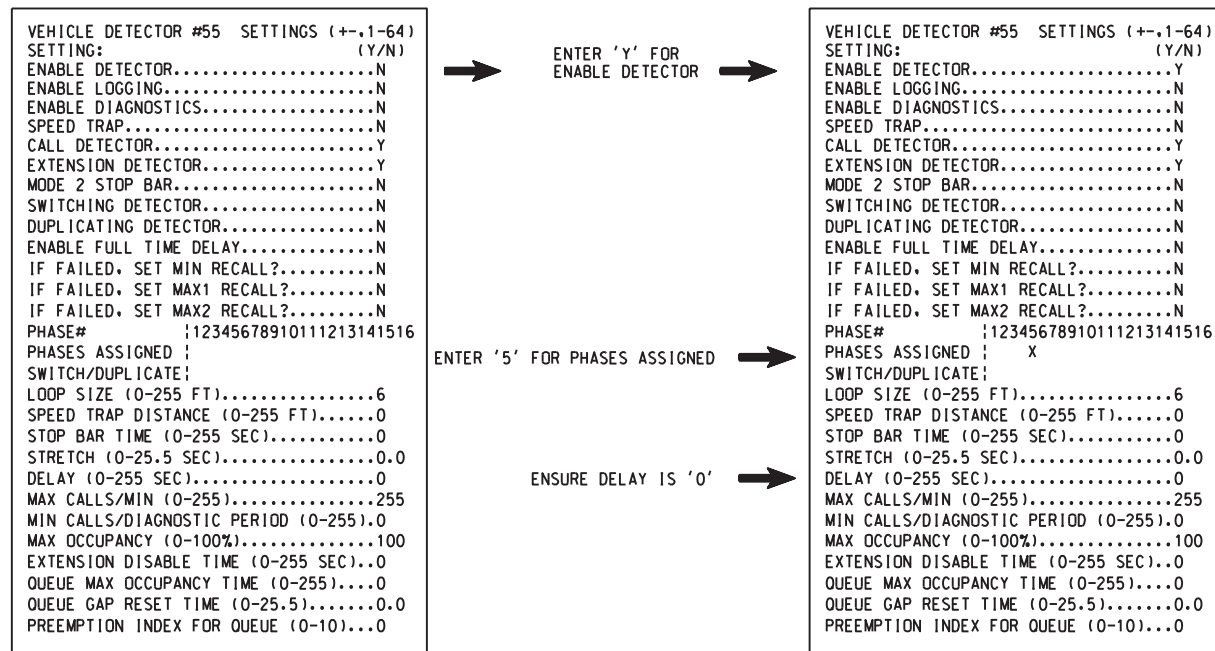 VEHICLE DETECTOR #55 SETTINGS (+-,1-64)
SETTING: (Y/N)
ENABLE DETECTOR.....................N
ENABLE LOGGING......................N
ENABLE DIAGNOSTICS..................N
SPEED TRAP..........................N
CALL DETECTOR.......................Y
EXTENSION DETECTOR..................Y
MODE 2 STOP BAR.....................N
SWITCHING DETECTOR..................N
DUPLICATING DETECTOR................N
ENABLE FULL TIME DELAY..............N
IF FAILED, SET MIN RECALL?..........N
IF FAILED, SET MAX1 RECALL?.........N
IF FAILED, SET MAX2 RECALL?.........N
PHASE# ¦12345678910111213141516
PHASES ASSIGNED ¦
SWITCH/DUPLICATE¦
LOOP SIZE (0-255 FT)................6
SPEED TRAP DISTANCE (0-255 FT)......0
STOP BAR TIME (0-255 SEC)...........0
STRETCH (0-25.5 SEC)................0.0
DELAY (0-255 SEC)...................0
MAX CALLS/MIN (0-255)...............255
MIN CALLS/DIAGNOSTIC PERIOD (0-255).0
MAX OCCUPANCY (0-100%)..............100
EXTENSION DISABLE TIME (0-255 SEC)..0
QUEUE MAX OCCUPANCY TIME (0-255)....0
QUEUE GAP RESET TIME (0-25.5).......0.0
PREEMPTION INDEX FOR QUEUE (0-10)...0
ENTER 'Y' FOR
ENABLE DETECTOR
ENTER '5' FOR PHASES ASSIGNED
ENSURE DELAY IS '0'
VEHICLE DETECTOR #55 SETTINGS (+-,1-64)
SETTING: (Y/N)
ENABLE DETECTOR.....................Y
ENABLE LOGGING......................N
ENABLE DIAGNOSTICS..................N
SPEED TRAP..........................N
CALL DETECTOR.......................Y
EXTENSION DETECTOR..................Y
MODE 2 STOP BAR.....................N
SWITCHING DETECTOR..................N
DUPLICATING DETECTOR................N
ENABLE FULL TIME DELAY..............N
IF FAILED, SET MIN RECALL?..........N
IF FAILED, SET MAX1 RECALL?.........N
IF FAILED, SET MAX2 RECALL?.........N
PHASE# ¦12345678910111213141516
PHASES ASSIGNED ¦ X
SWITCH/DUPLICATE¦
LOOP SIZE (0-255 FT)................6
SPEED TRAP DISTANCE (0-255 FT)......0
STOP BAR TIME (0-255 SEC)...........0
STRETCH (0-25.5 SEC)................0.0
DELAY (0-255 SEC)...................0
MAX CALLS/MIN (0-255)...............255
MIN CALLS/DIAGNOSTIC PERIOD (0-255).0
MAX OCCUPANCY (0-100%)..............100
EXTENSION DISABLE TIME (0-255 SEC)..0
QUEUE MAX OCCUPANCY TIME (0-255)....0
QUEUE GAP RESET TIME (0-25.5).......0.0
PREEMPTION INDEX FOR QUEUE (0-10)...0